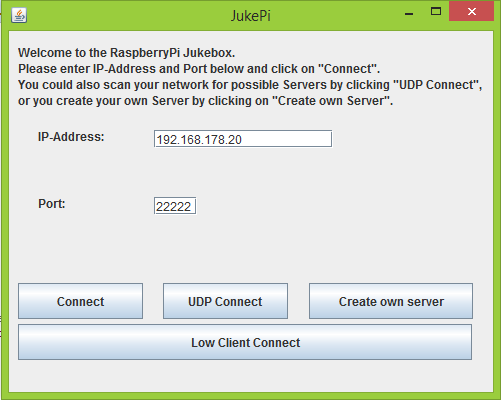 JukePi
Welcome to the RaspberryPi Jukebox.
Please enter IP-Address and Port below and click on "Connect".
You could also scan your network for possible Servers by clicking "UDP Connect",
or you create your own Server by clicking on "Create own Server".
IP-Address: 192.168.178.20
Port: 22222
Connect UDP Connect Create own server
Low Client Connect